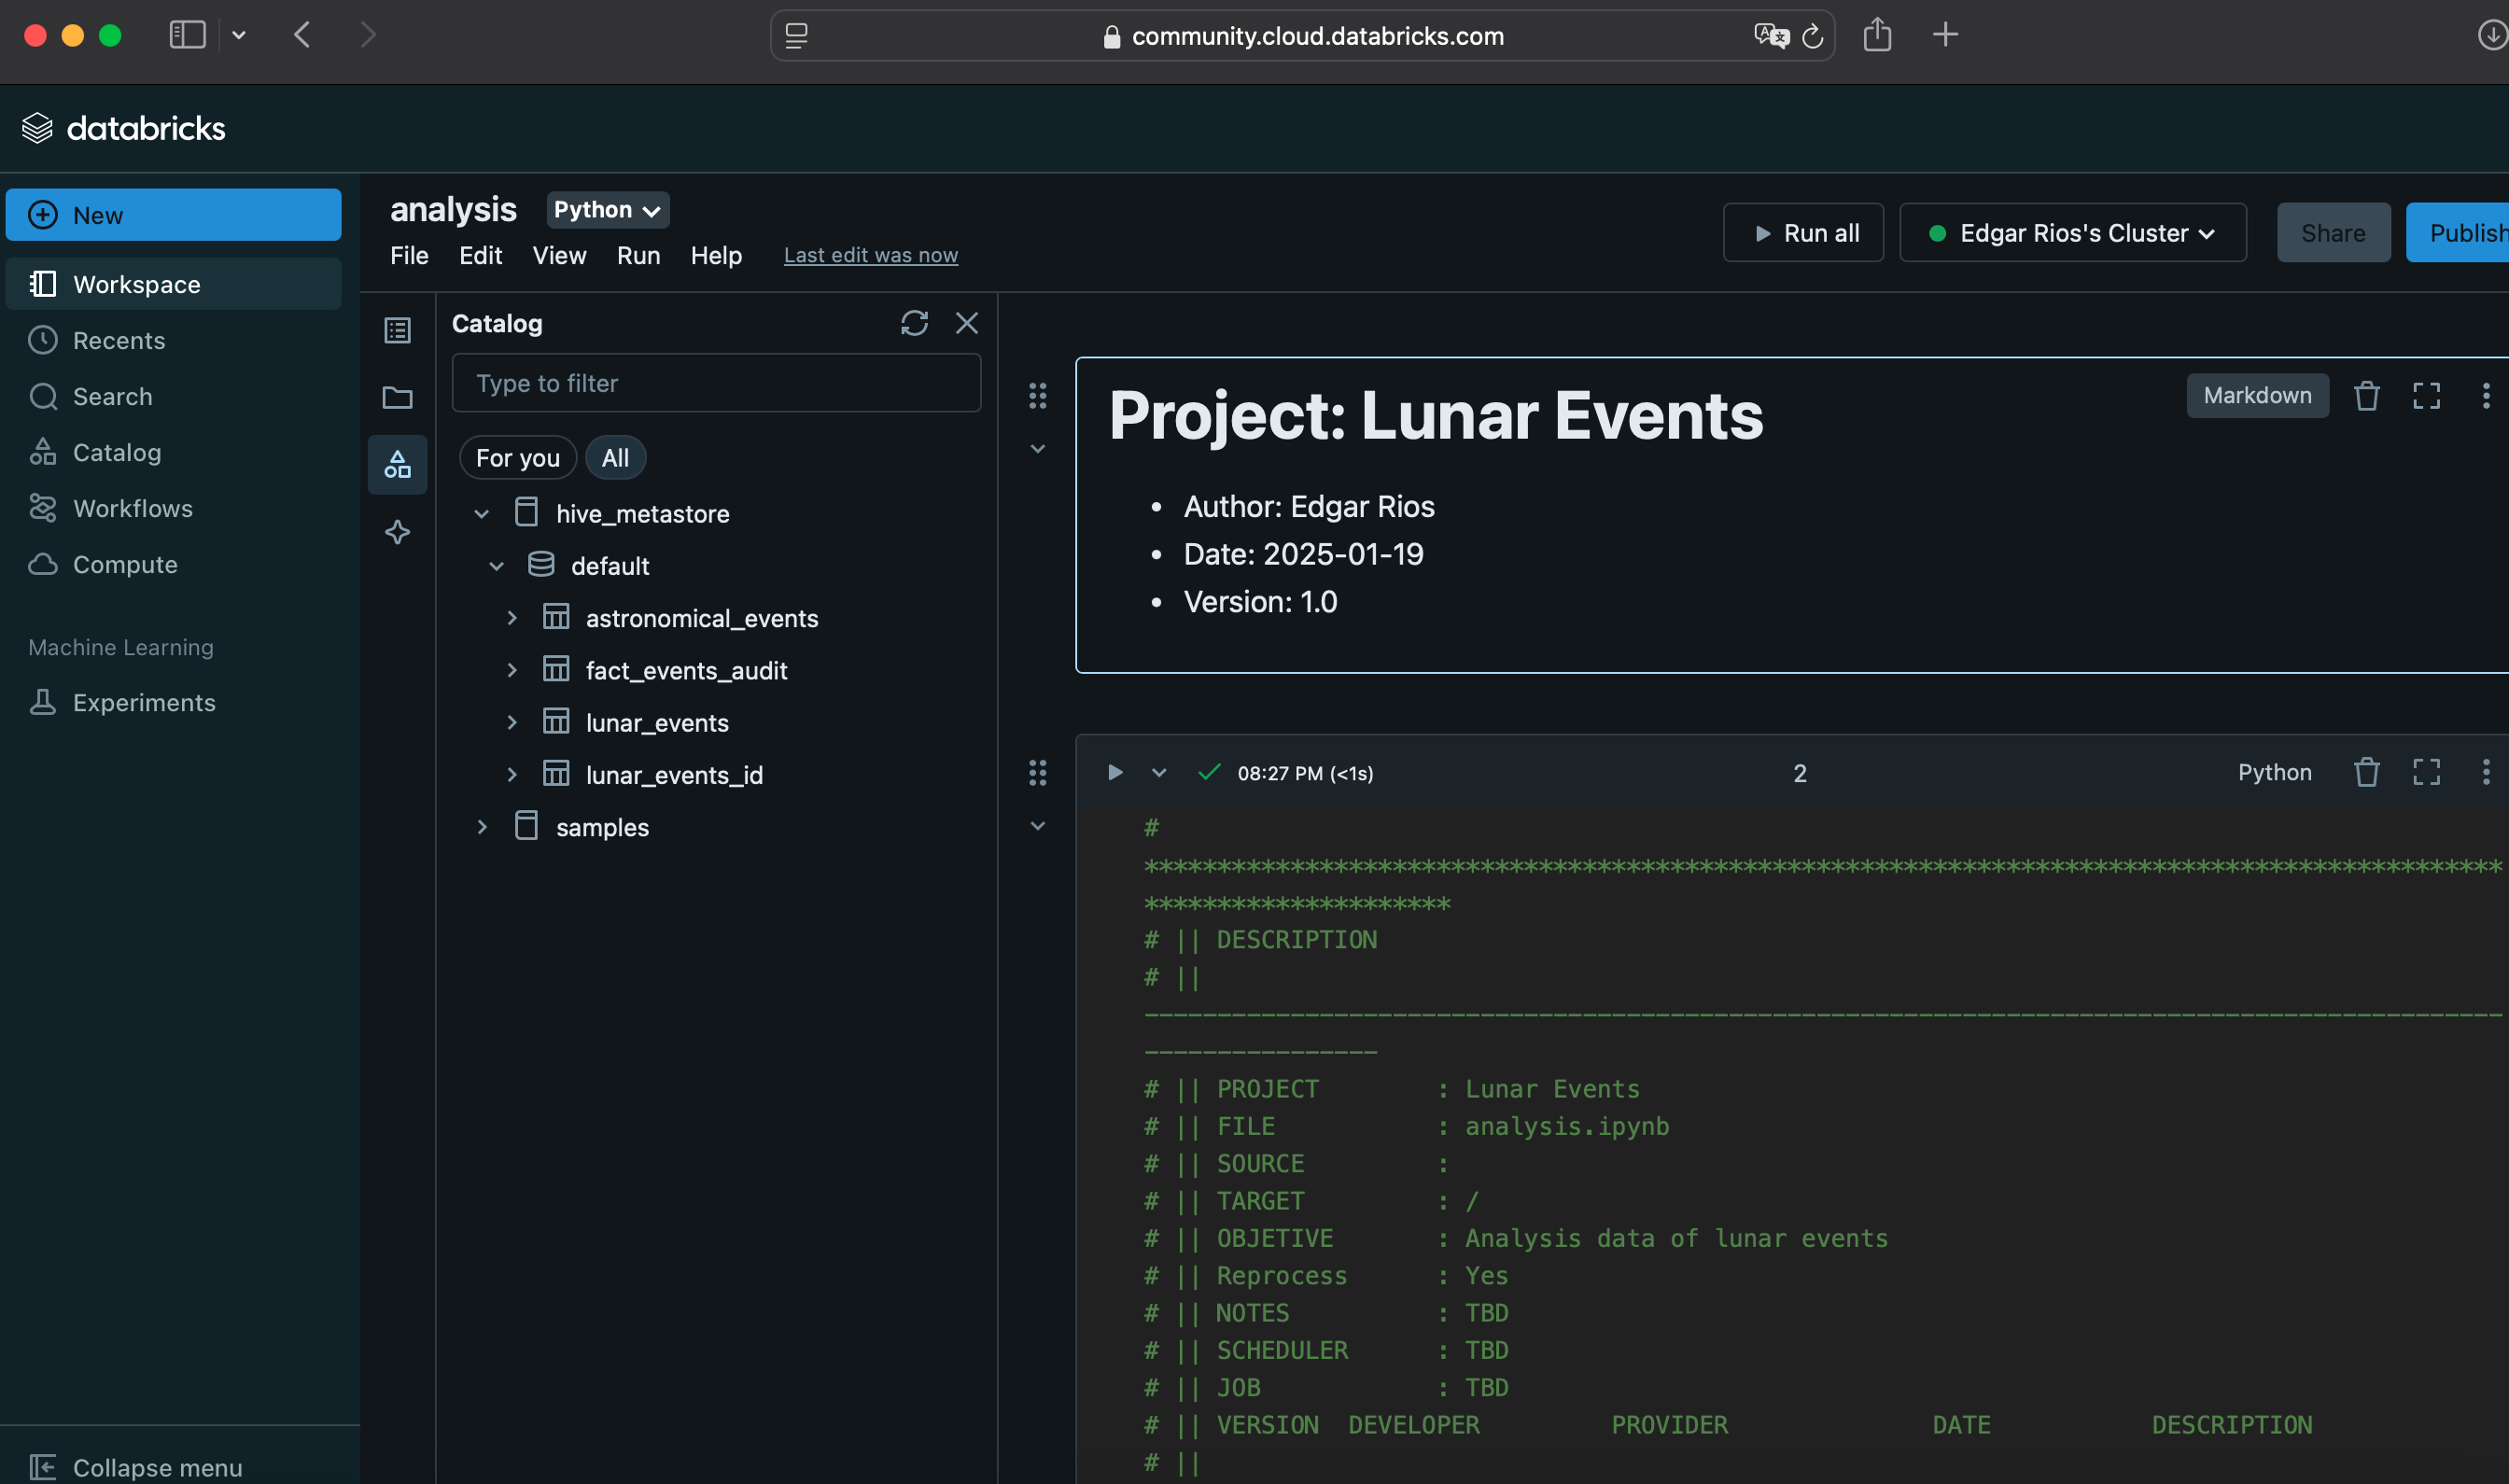 community.cloud.databricks.com
databricks
New
Workspace
Recents
Search
Catalog
Workflows
Compute
Machine Learning
Experiments
Collapse menu
analysis Python
File Edit View Run Help Last edit was now
Run all Edgar Rios's Cluster Share Publish
Catalog
Type to filter
For you All
hive_metastore
default
astronomical_events
fact_events_audit
lunar_events
lunar_events_id
samples
Project: Lunar Events
Markdown
• Author: Edgar Rios
• Date: 2025-01-19
• Version: 1.0
08:27 PM (<1s) 2 Python
#
*********************************************************************************************
*********************
# || DESCRIPTION
# ||
---------------------------------------------------------------------------------------------
----------------
# || PROJECT : Lunar Events
# || FILE : analysis.ipynb
# || SOURCE :
# || TARGET : /
# || OBJETIVE : Analysis data of lunar events
# || Reprocess : Yes
# || NOTES : TBD
# || SCHEDULER : TBD
# || JOB : TBD
# || VERSION DEVELOPER PROVIDER DATE DESCRIPTION
# ||